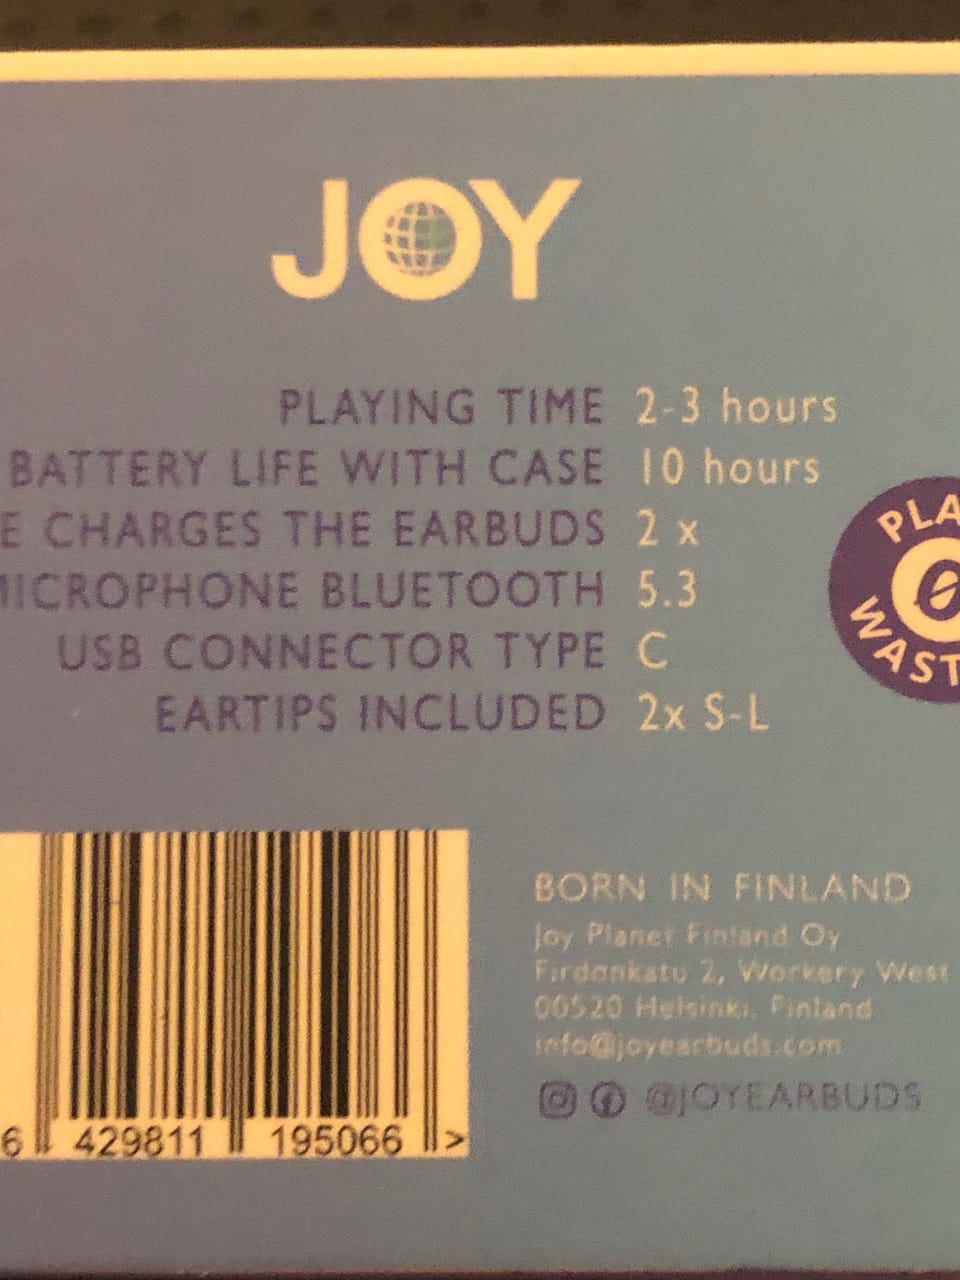 JOY
PLAYING TIME 2-3 hours
BATTERY LIFE WITH CASE 10 hours
E CHARGES THE EARBUDS 2 x
MICROPHONE BLUETOOTH 5.3
USB CONNECTOR TYPE C
EARTIPS INCLUDED 2x S-L
PLA
0
WAST
BORN IN FINLAND
Joy Planet Finland Oy
Firdonkatu 2, Workery West
00520 Helsinki, Finland
info@joyearbuds.com
@JOYEARBUDS
6 429811 195066 >